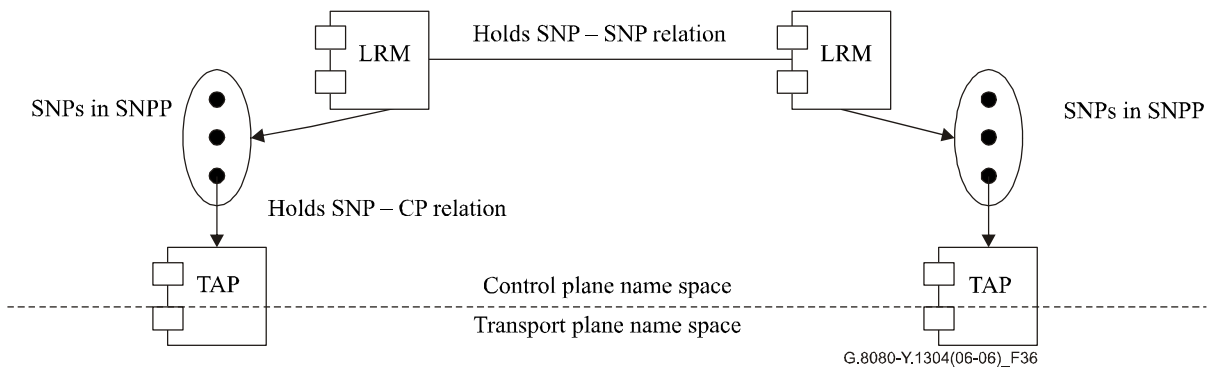 Holds SNP – SNP relation
LRM
LRM
SNPs in SNPP
SNPs in SNPP
Holds SNP – CP relation
TAP
TAP
Control plane name space
Transport plane name space
G.8080-Y.1304(06-06)_F36